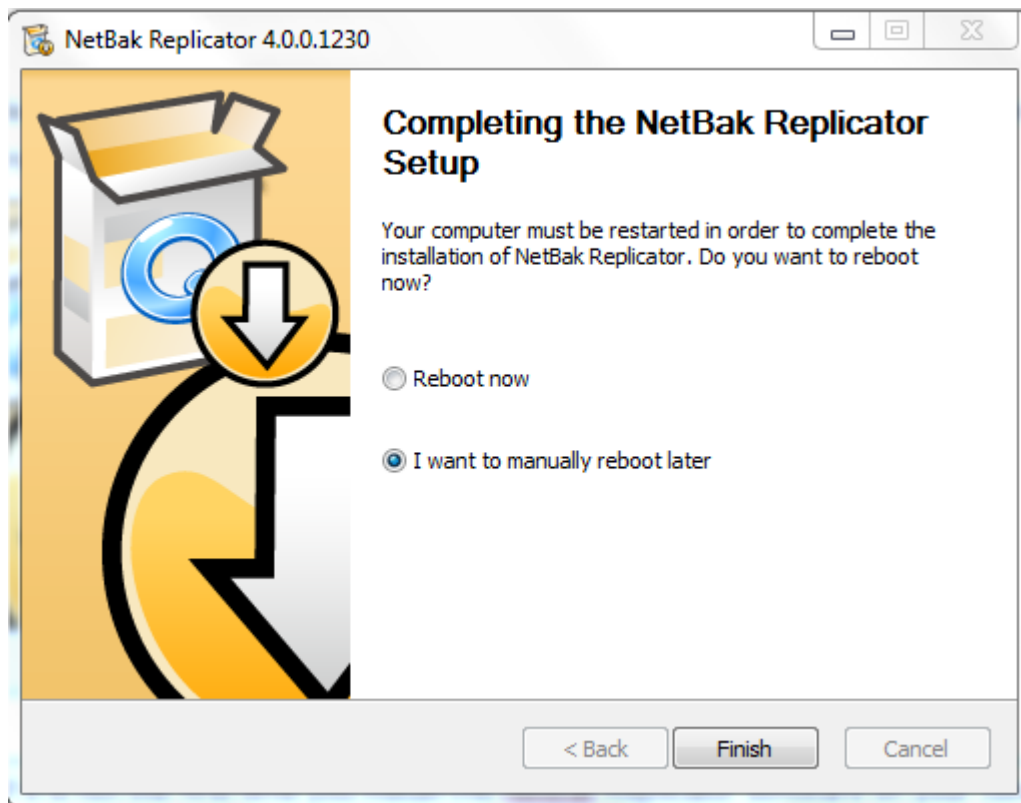 NetBak Replicator 4.0.0.1230
Completing the NetBak Replicator
Setup
Your computer must be restarted in order to complete the
installation of NetBak Replicator. Do you want to reboot
now?
Reboot now
I want to manually reboot later
< Back
Finish
Cancel